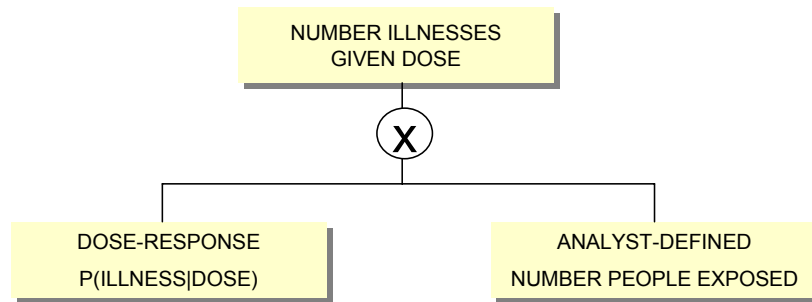 NUMBER ILLNESSES
GIVEN DOSE
X
DOSE-RESPONSE
P(ILLNESS|DOSE)
ANALYST-DEFINED
NUMBER PEOPLE EXPOSED